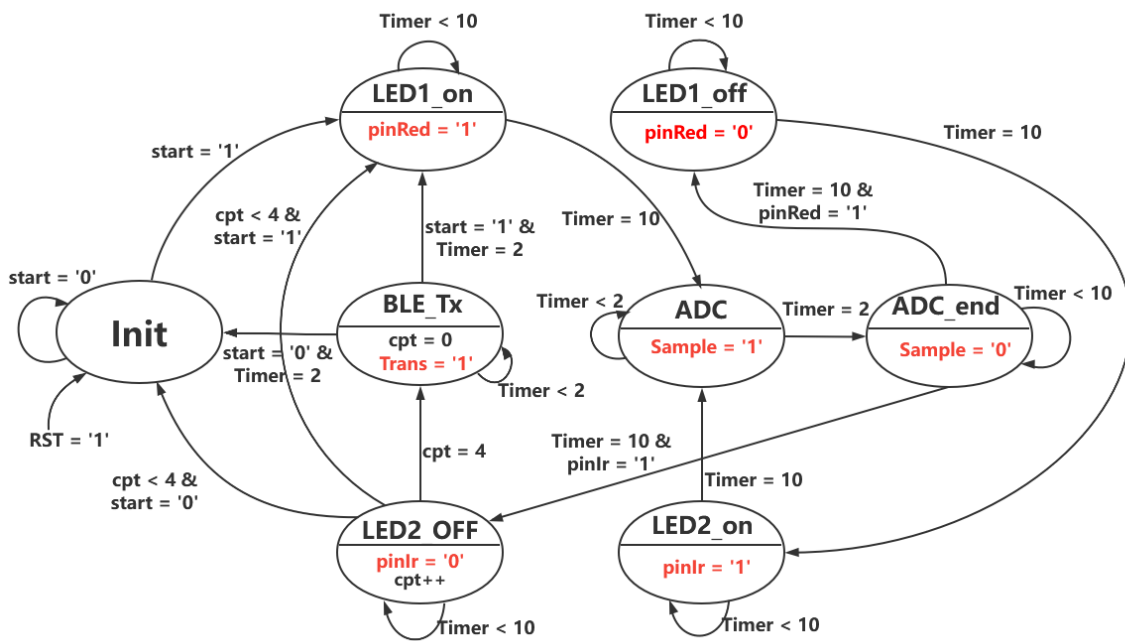 Timer < 10
LED1_on
pinRed = '1'
Timer < 10
LED1_off
pinRed = '0'
Timer = 10
start = '1'
cpt < 4 &
start = '1'
start = '1' &
Timer = 2
Timer = 10
Timer = 10 &
pinRed = '1'
start = '0'
Init
RST = '1'
BLE_Tx
cpt = 0
Trans = '1'
start = '0' &
Timer = 2
Timer < 2
Timer < 2
ADC
Sample = '1'
Timer = 2
ADC_end
Sample = '0'
Timer < 10
cpt < 4 &
start = '0'
cpt = 4
Timer = 10 &
pinIr = '1'
Timer = 10
LED2_OFF
pinIr = '0'
cpt++
Timer < 10
LED2_on
pinIr = '1'
Timer < 10